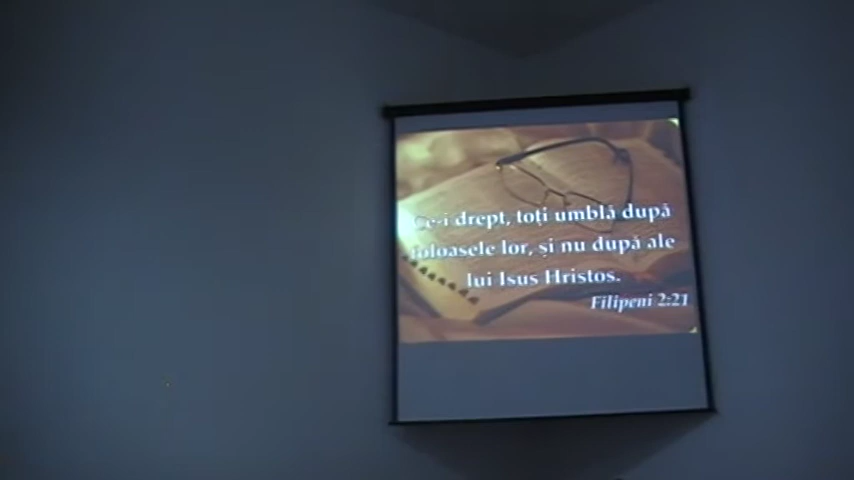 Ce-i drept, toți umblă după
foloasele lor, și nu după ale
lui Isus Hristos.
Filipeni 2:21